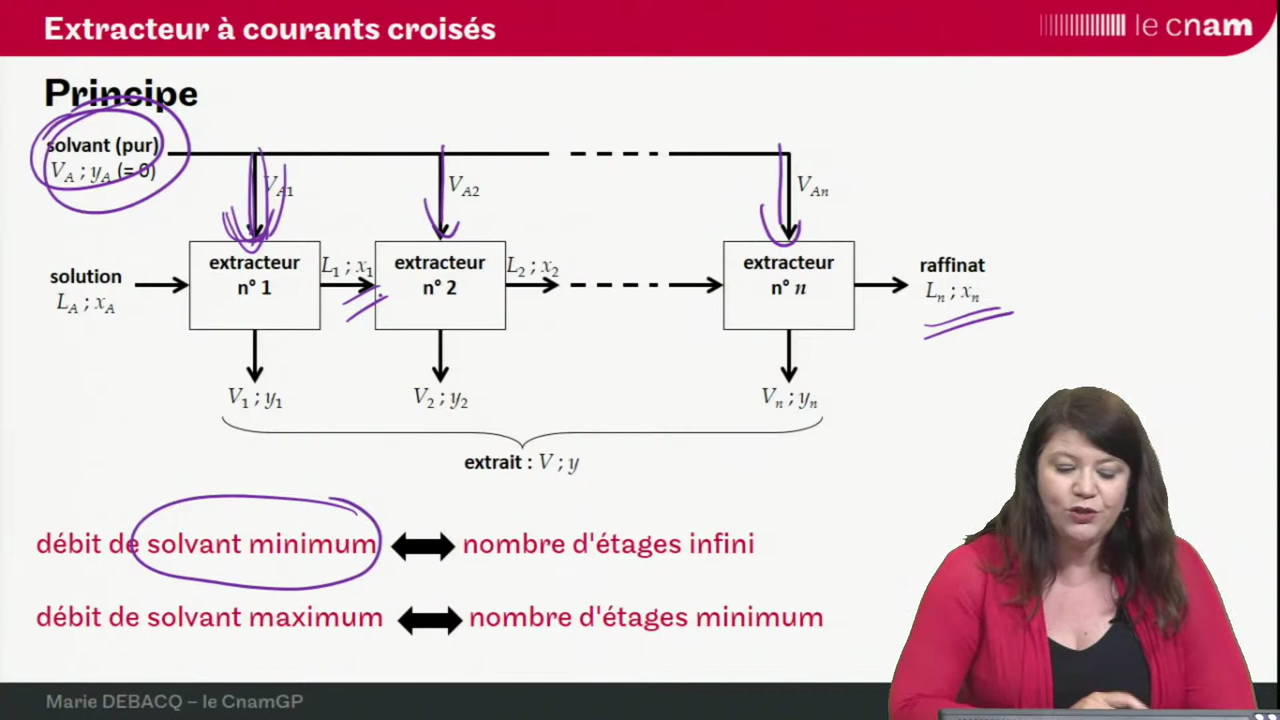 Extracteur à courants croisés
le cnam
Principe
solvant (pur)
V_A ; y_A (= 0)
V_A1
V_A2
V_An
solution
L_A ; x_A
extracteur
n° 1
L_1 ; x_1
extracteur
n° 2
L_2 ; x_2
extracteur
n° n
raffinat
L_n ; x_n
V_1 ; y_1
V_2 ; y_2
V_n ; y_n
extrait : V ; y
débit de solvant minimum
nombre d'étages infini
débit de solvant maximum
nombre d'étages minimum
Marie DEBACQ – le CnamGP